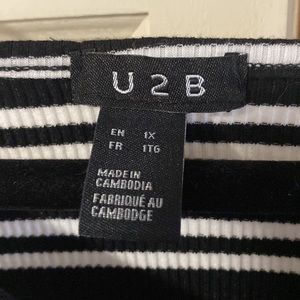 U2B
EN 1X
FR 1TG
MADE IN
CAMBODIA
FABRIQUÉ AU
CAMBODGE